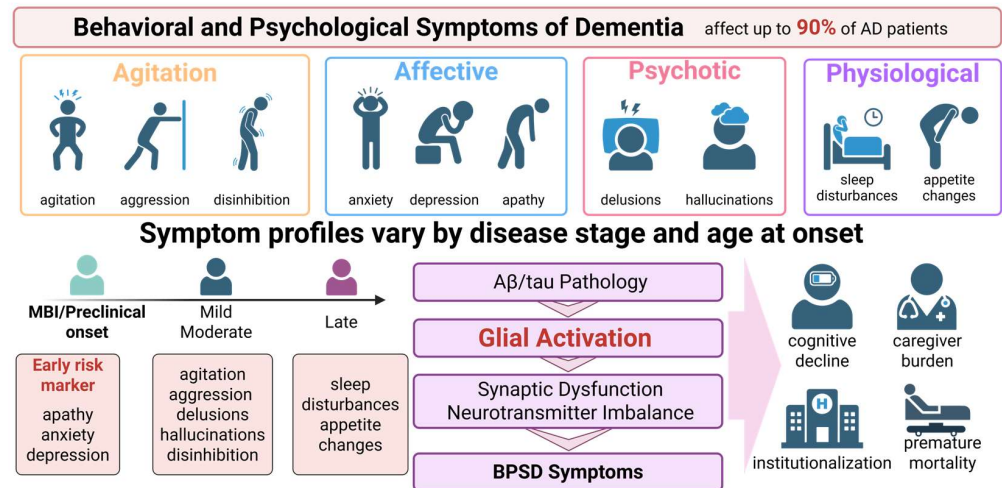 Behavioral and Psychological Symptoms of Dementia affect up to 90% of AD patients
Agitation
agitation
aggression
disinhibition
Affective
anxiety
depression
apathy
Psychotic
delusions
hallucinations
Physiological
sleep
disturbances
appetite
changes
Symptom profiles vary by disease stage and age at onset
MBI/Preclinical
onset
Mild
Moderate
Late
Early risk
marker
apathy
anxiety
depression
agitation
aggression
delusions
hallucinations
disinhibition
sleep
disturbances
appetite
changes
Aβ/tau Pathology
Glial Activation
Synaptic Dysfunction
Neurotransmitter Imbalance
BPSD Symptoms
cognitive
decline
caregiver
burden
H
institutionalization
premature
mortality